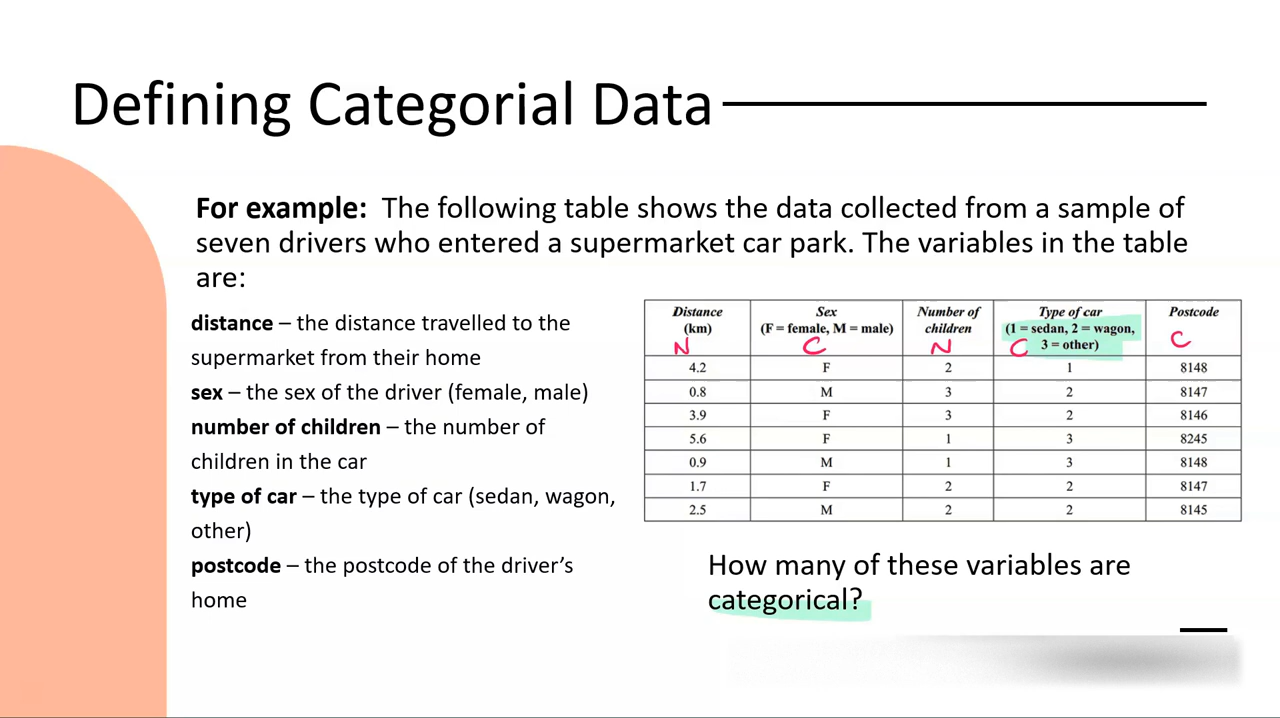 Defining Categorial Data
For example: The following table shows the data collected from a sample of
seven drivers who entered a supermarket car park. The variables in the table
are:
distance – the distance travelled to the
supermarket from their home
sex – the sex of the driver (female, male)
number of children – the number of
children in the car
type of car – the type of car (sedan, wagon,
other)
postcode – the postcode of the driver's
home
Distance Sex Number of Type of car Postcode
(km) (F = female, M = male) children (1 = sedan, 2 = wagon,
3 = other)
N C N C C
4.2 F 2 1 8148
0.8 M 3 2 8147
3.9 F 3 2 8146
5.6 F 1 3 8245
0.9 M 1 3 8148
1.7 F 2 2 8147
2.5 M 2 2 8145
How many of these variables are
categorical?